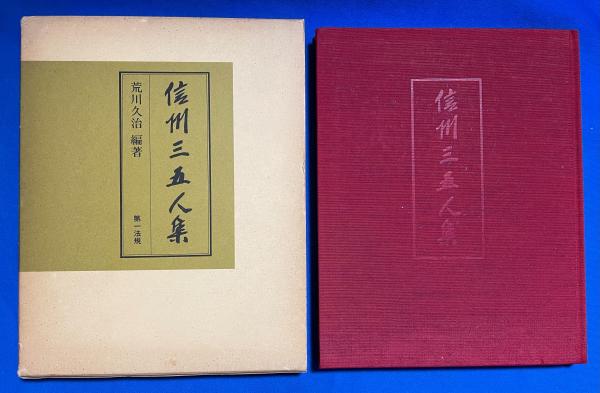 信州三五人集
荒川久治 編著
第一法規
信州三五人集